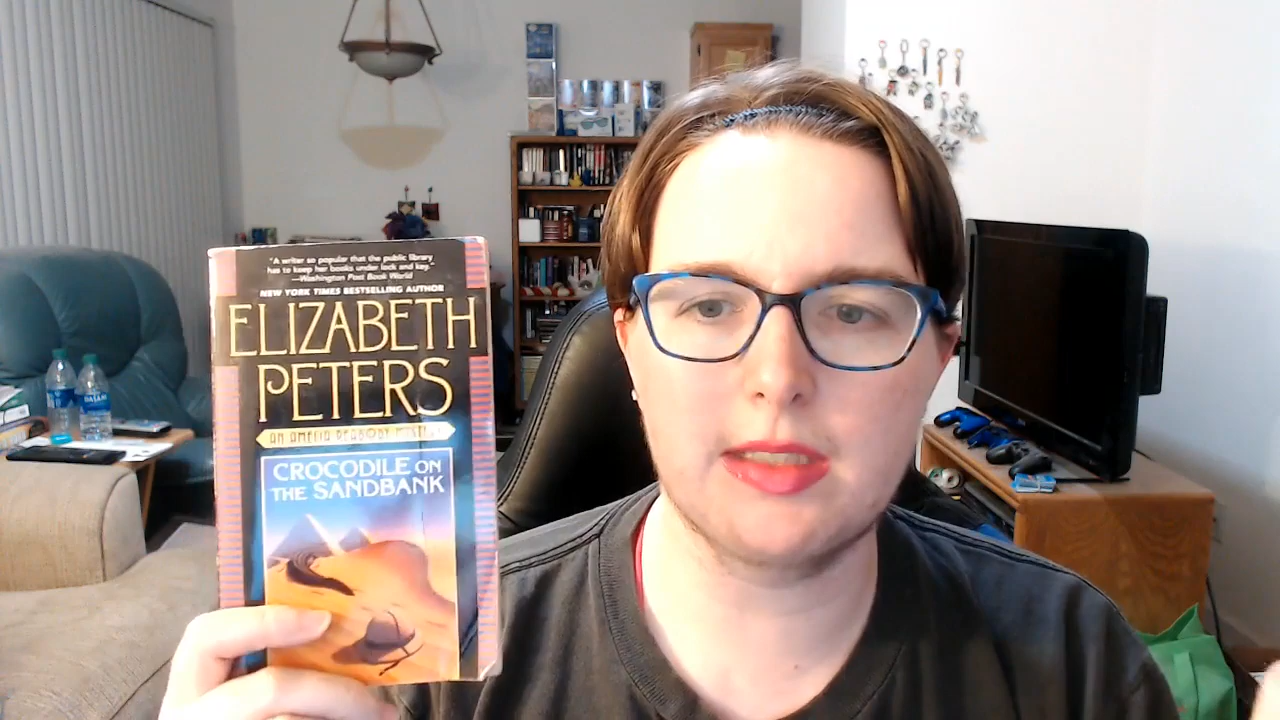 "A writer so popular that the public library
has to keep her books under lock and key."
—Washington Post Book World
NEW YORK TIMES BESTSELLING AUTHOR
ELIZABETH
PETERS
AN AMELIA PEABODY MYSTERY
CROCODILE ON
THE SANDBANK
DASANI